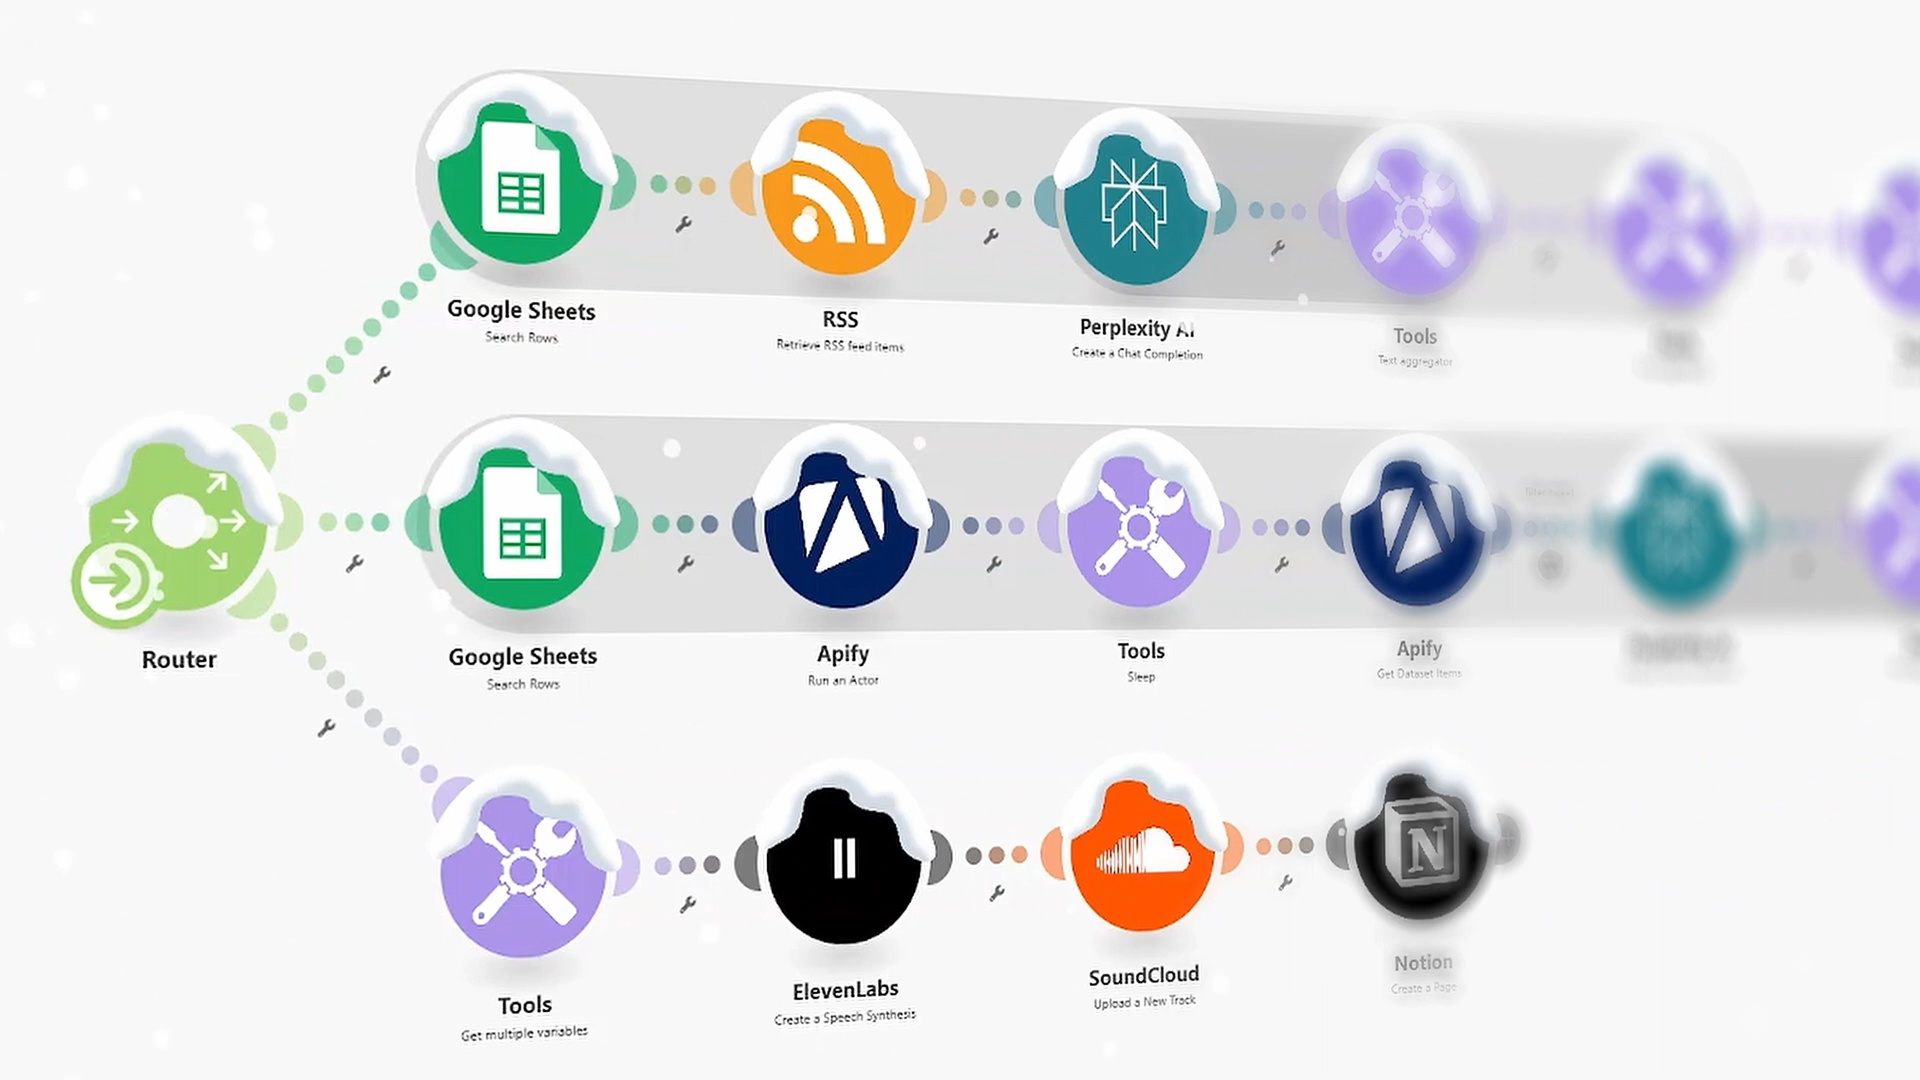 Google Sheets
Search Rows
RSS
Retrieve RSS feed items
Perplexity AI
Create a Chat Completion
Tools
Text aggregator
Router
Google Sheets
Search Rows
Apify
Run an Actor
Tools
Sleep
Apify
Get Dataset Items
Tools
Get multiple variables
ElevenLabs
Create a Speech Synthesis
SoundCloud
Upload a New Track
N
Notion
Create a Page